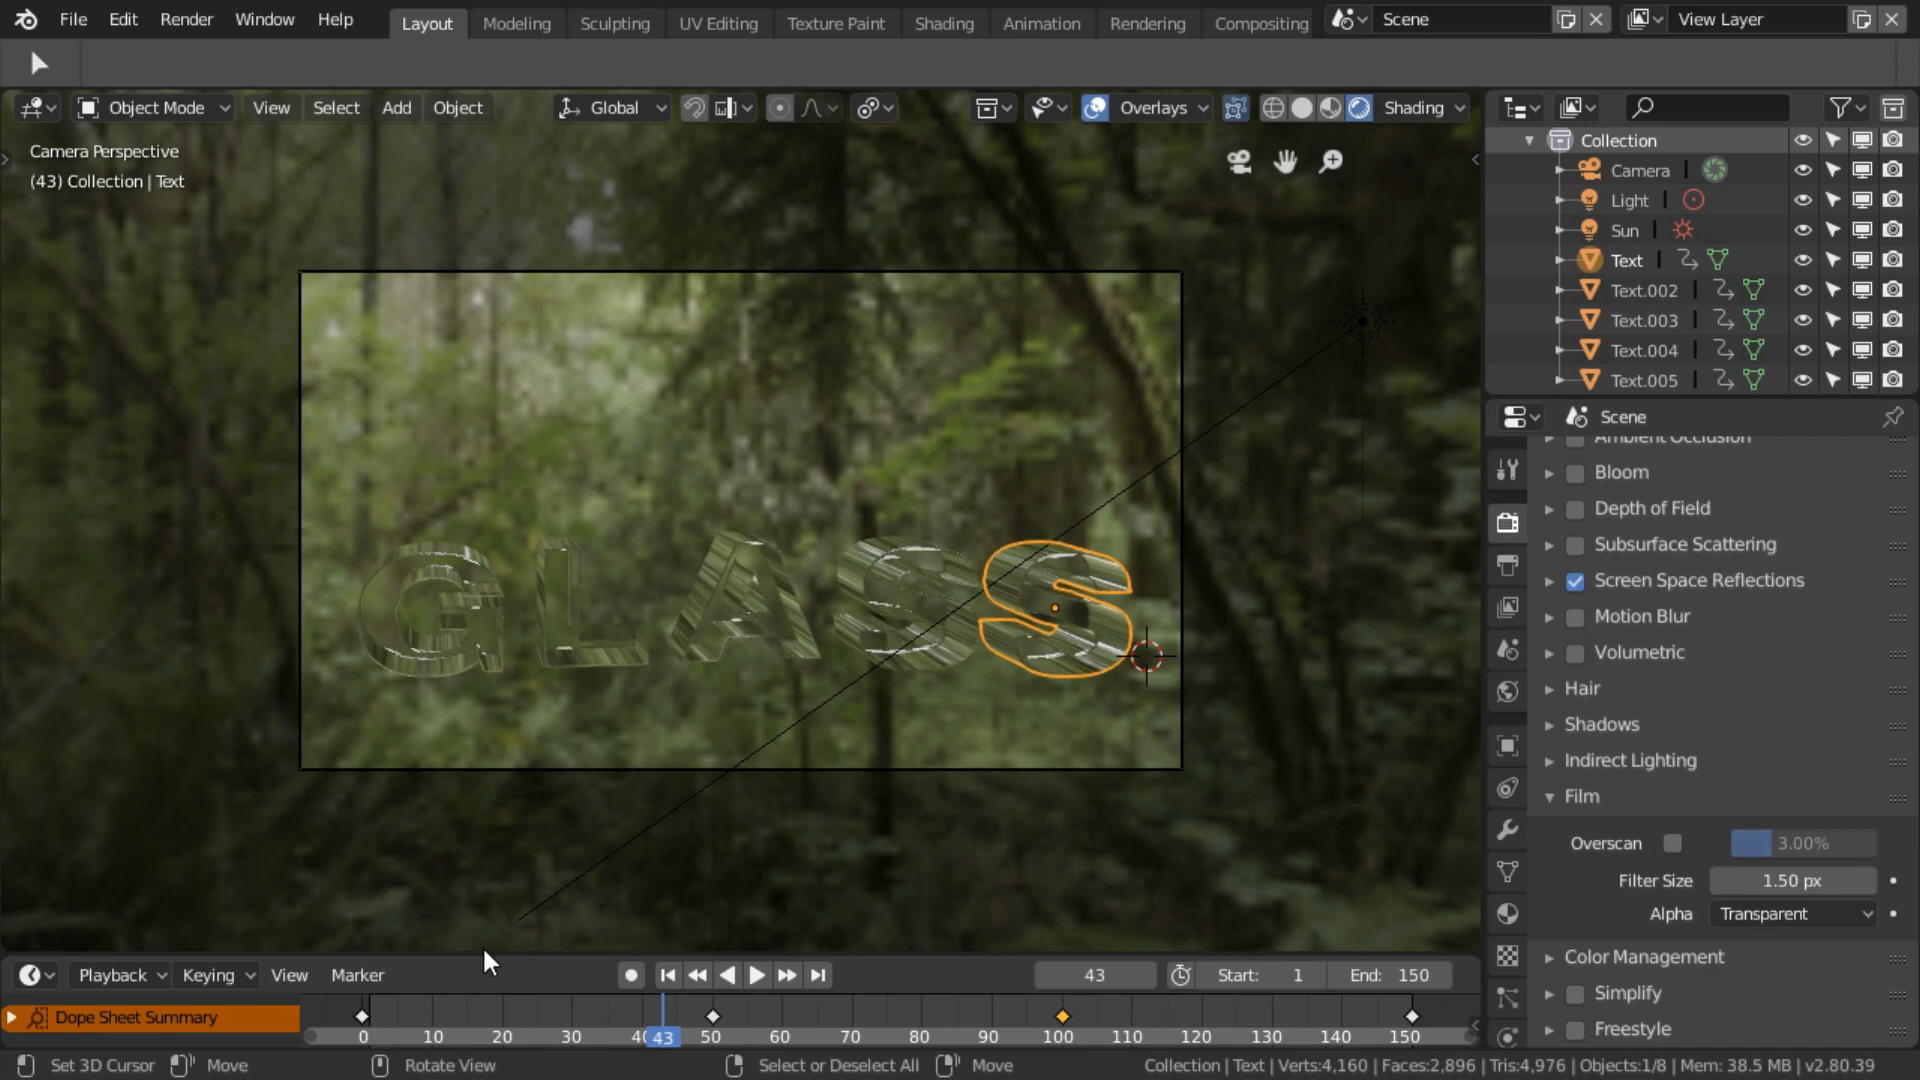 File Edit Render Window Help Layout Modeling Sculpting UV Editing Texture Paint Shading Animation Rendering Compositing Scene View Layer
Object Mode View Select Add Object Global Overlays Shading
Camera Perspective
(43) Collection | Text
GLASS
Collection
Camera
Light
Sun
Text
Text.002
Text.003
Text.004
Text.005
Scene
Ambient Occlusion
Bloom
Depth of Field
Subsurface Scattering
Screen Space Reflections
Motion Blur
Volumetric
Hair
Shadows
Indirect Lighting
Film
Overscan 3.00%
Filter Size 1.50 px
Alpha Transparent
Color Management
Simplify
Freestyle
Playback Keying View Marker 43 Start: 1 End: 150
Dope Sheet Summary
0 10 20 30 40 43 50 60 70 80 90 100 110 120 130 140 150
Set 3D Cursor Move Rotate View Select or Deselect All Move Collection | Text | Verts:4,160 | Faces:2,896 | Tris:4,976 | Objects:1/8 | Mem: 38.5 MB | v2.80.39